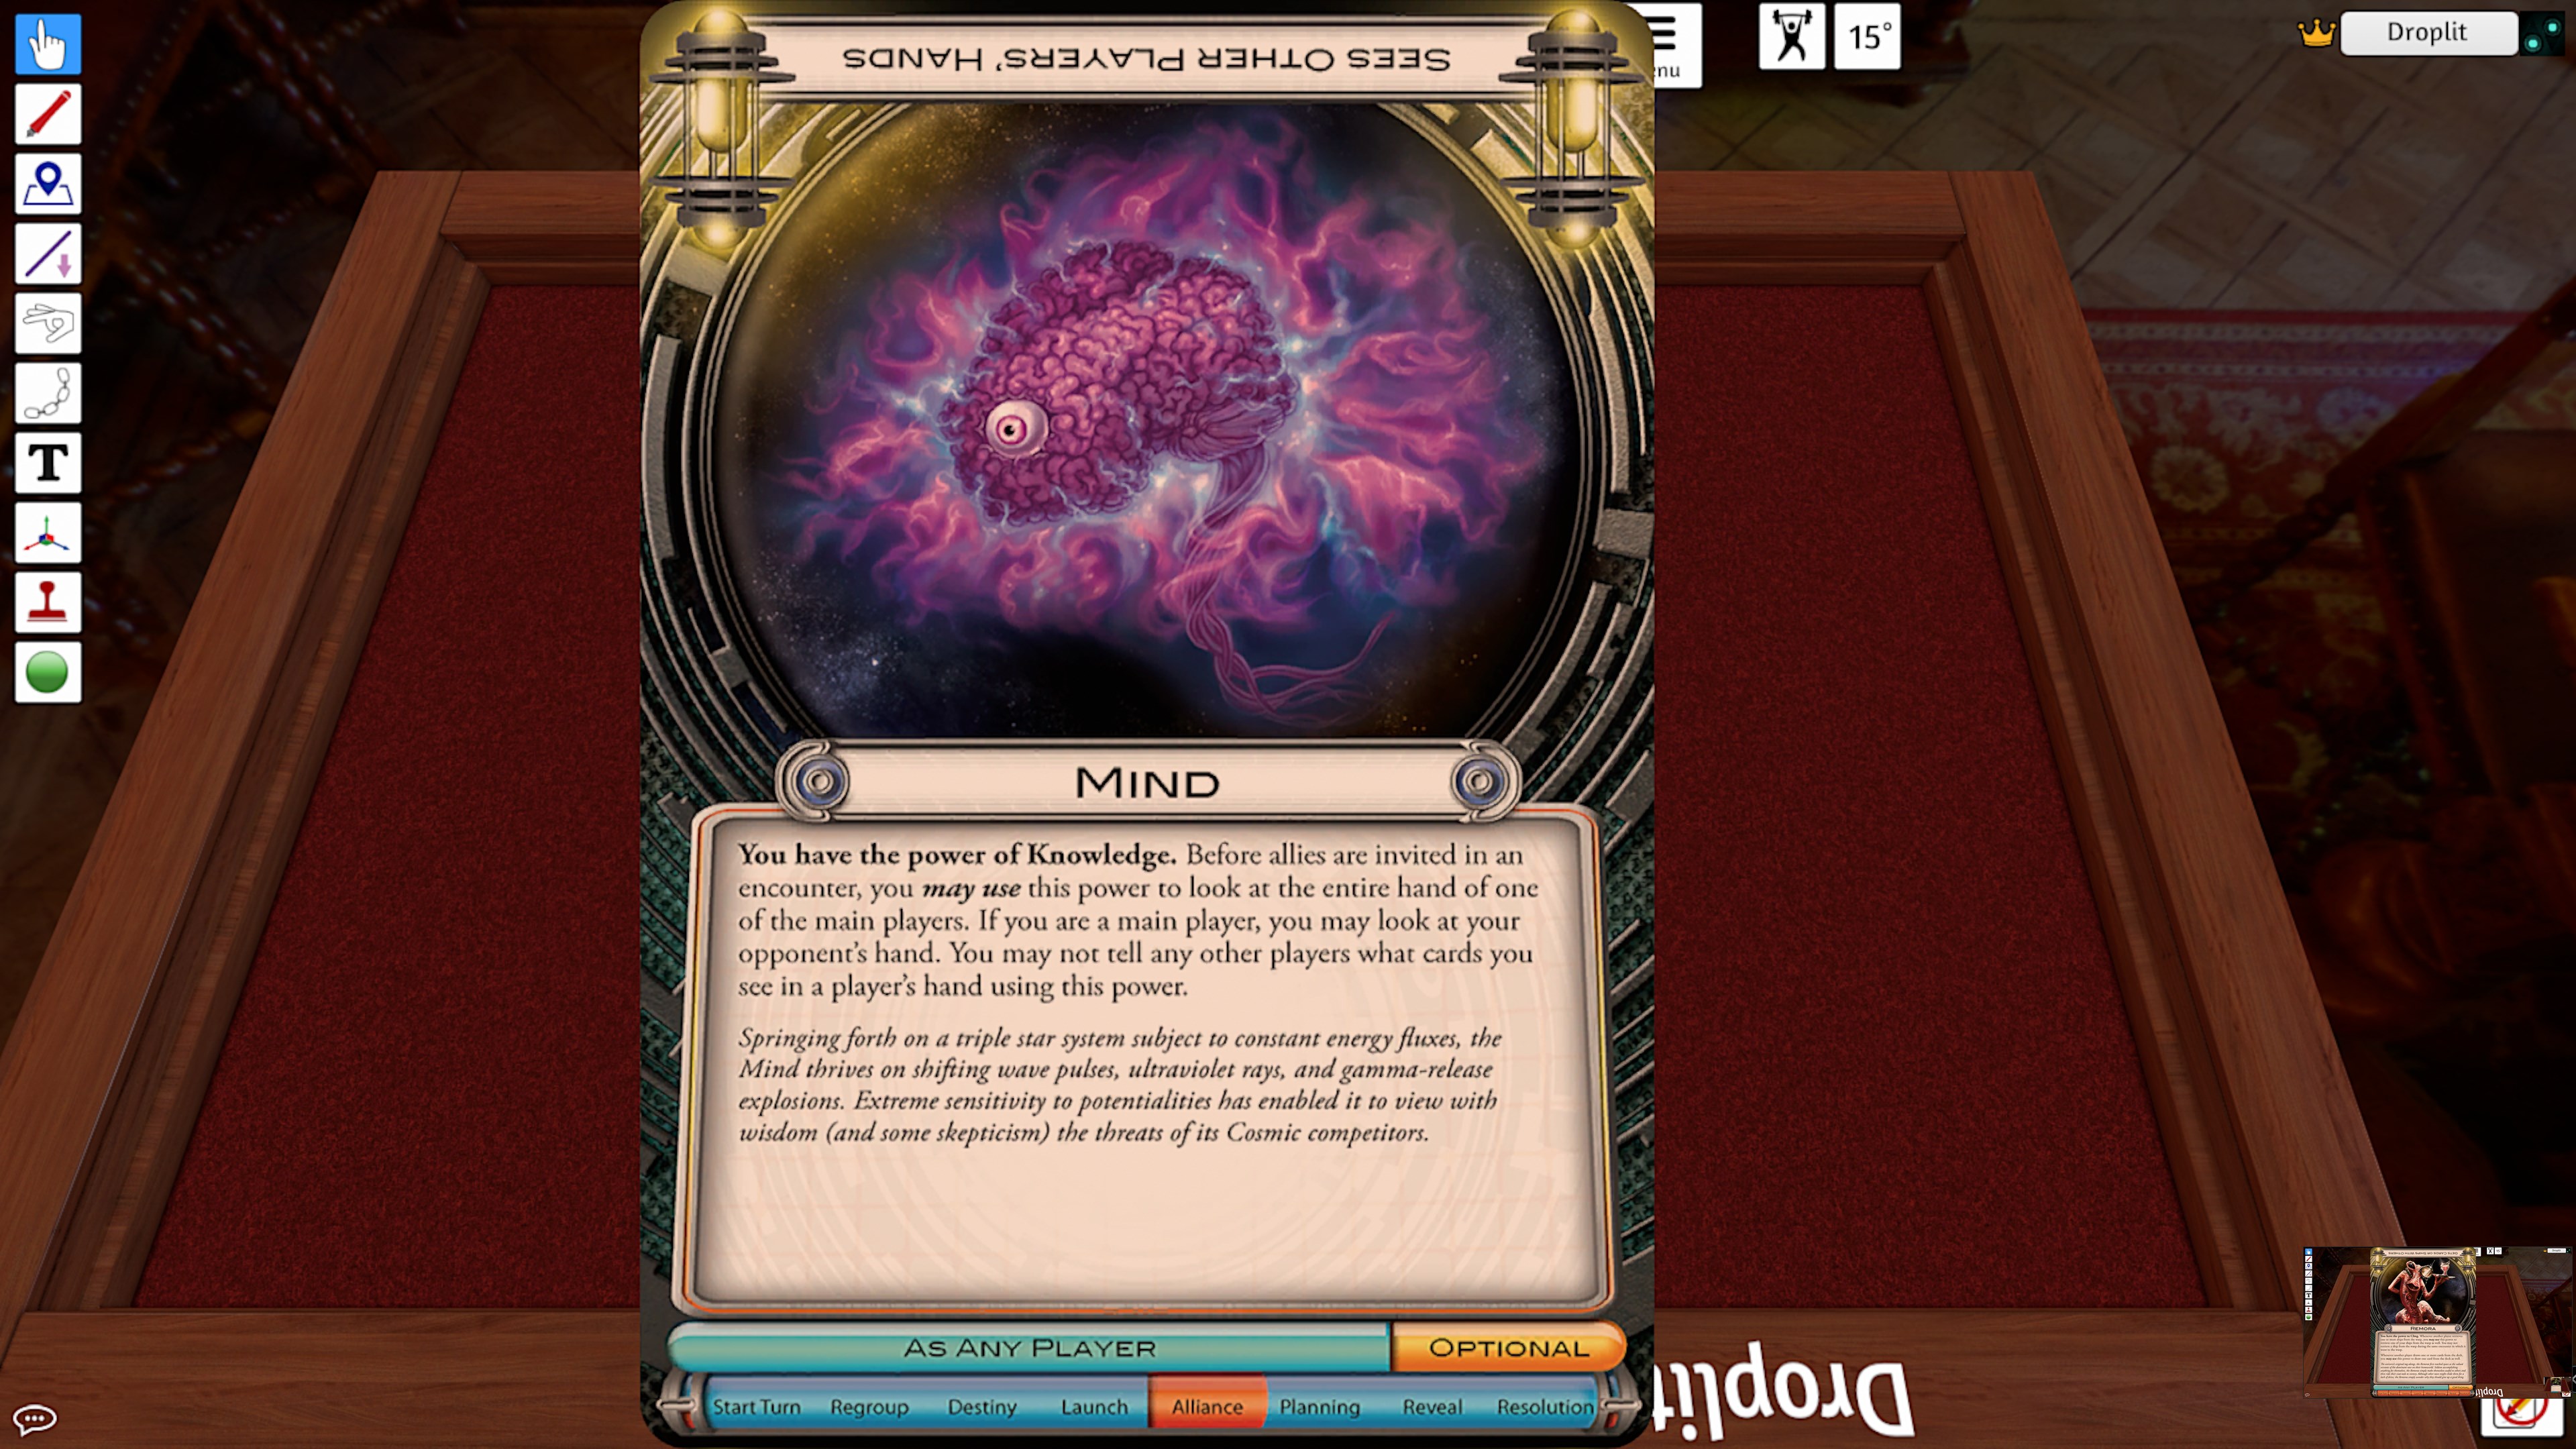 SEES OTHER PLAYERS' HANDS
nu
15°
Droplit
T
MIND
You have the power of Knowledge. Before allies are invited in an
encounter, you may use this power to look at the entire hand of one
of the main players. If you are a main player, you may look at your
opponent's hand. You may not tell any other players what cards you
see in a player's hand using this power.
Springing forth on a triple star system subject to constant energy fluxes, the
Mind thrives on shifting wave pulses, ultraviolet rays, and gamma-release
explosions. Extreme sensitivity to potentialities has enabled it to view with
wisdom (and some skepticism) the threats of its Cosmic competitors.
AS ANY PLAYER OPTIONAL
Start Turn Regroup Destiny Launch Alliance Planning Reveal Resolution
Droplit
REMORA